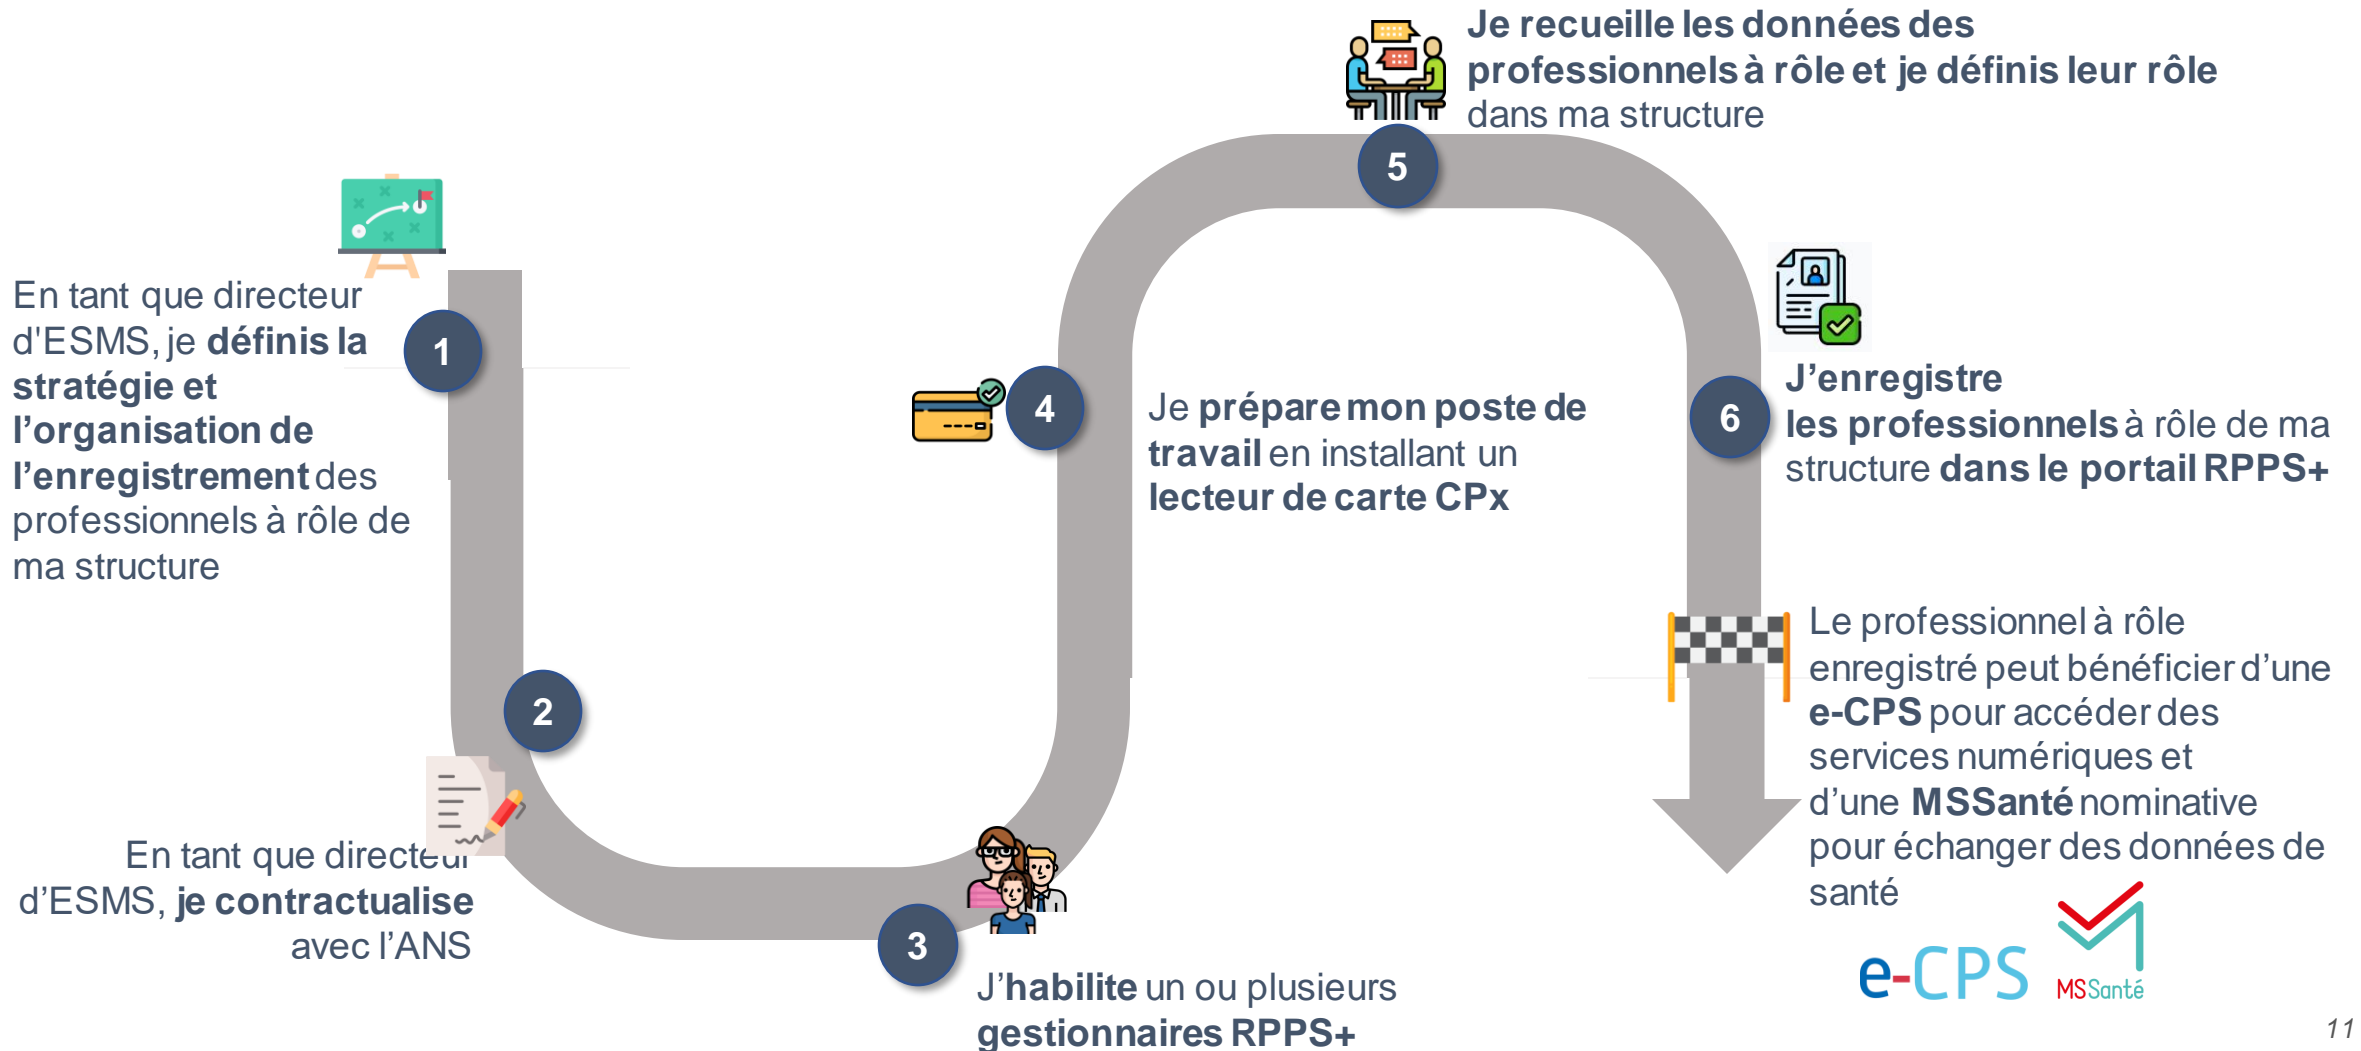 En tant que directeur
d'ESMS, je définis la
stratégie et
l’organisation de
l’enregistrement des
professionnels à rôle de
ma structure
1
2
En tant que directeur
d’ESMS, je contractualise
avec l’ANS
3
J’habilite un ou plusieurs
gestionnaires RPPS+
4
Je prépare mon poste de
travail en installant un
lecteur de carte CPx
5
Je recueille les données des
professionnels à rôle et je définis leur rôle
dans ma structure
6
J’enregistre
les professionnels à rôle de ma
structure dans le portail RPPS+
Le professionnel à rôle
enregistré peut bénéficier d’une
e-CPS pour accéder des
services numériques et
d’une MSSanté nominative
pour échanger des données de
santé
e-CPS
MSSanté
11